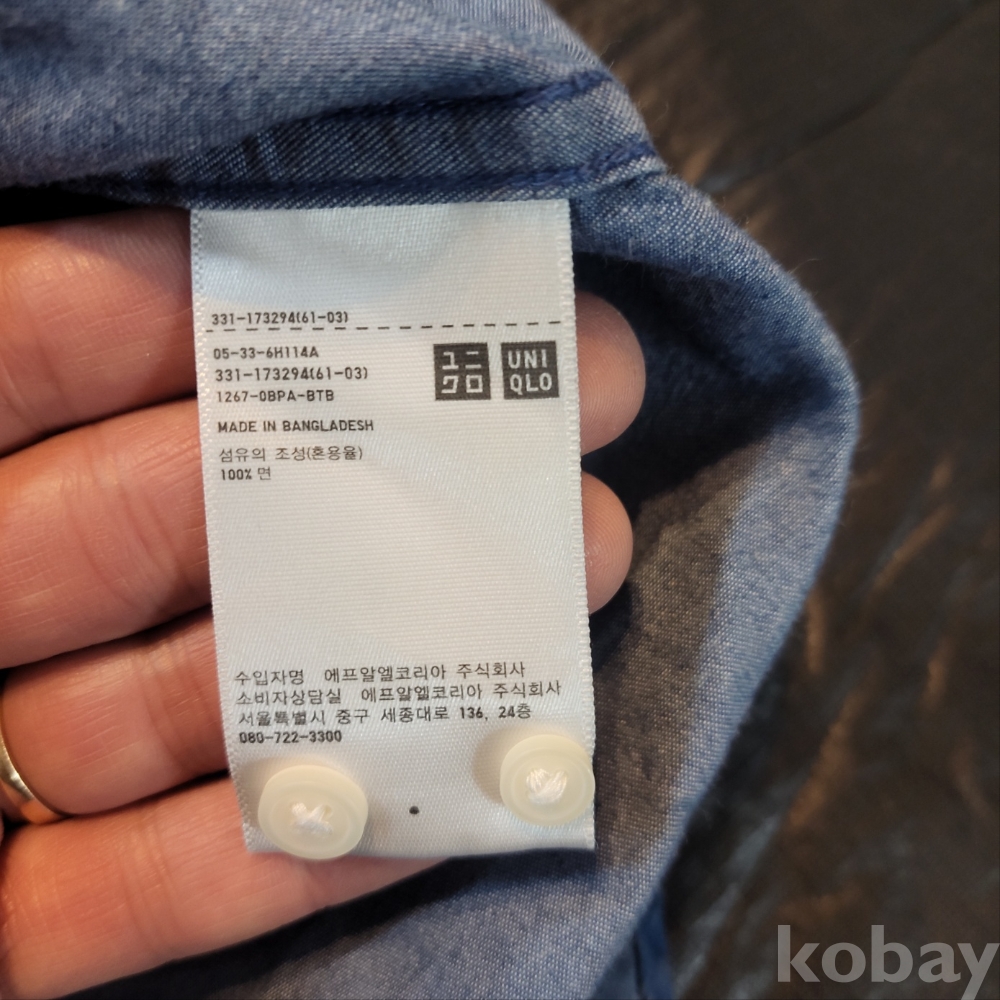 331-173294(61-03)
05-33-6H114A
331-173294(61-03)
1267-0BPA-BTB
ユニ
クロ
UNI
QLO
MADE IN BANGLADESH
섬유의 조성(혼용율)
100% 면
수입자명 에프알엘코리아 주식회사
소비자상담실 에프알엘코리아 주식회사
서울특별시 중구 세종대로 136, 24층
080-722-3300
kobay